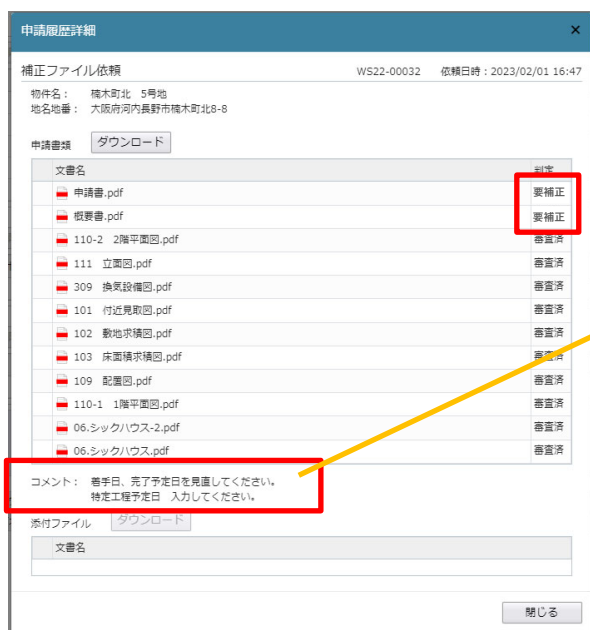 申請履歴詳細 ×
補正ファイル依頼 WS22-00032 依頼日時：2023/02/01 16:47
物件名： 楠木町北 5号地
地名地番： 大阪府河内長野市楠木町北8-8
申請書類 ダウンロード
文書名 判定
申請書.pdf 要補正
概要書.pdf 要補正
110-2 2階平面図.pdf 審査済
111 立面図.pdf 審査済
309 換気設備図.pdf 審査済
101 付近見取図.pdf 審査済
102 敷地求積図.pdf 審査済
103 床面積求積図.pdf 審査済
109 配置図.pdf 審査済
110-1 1階平面図.pdf 審査済
06.シックハウス-2.pdf 審査済
06.シックハウス.pdf 審査済
コメント： 着手日、完了予定日を見直してください。
特定工程予定日 入力してください。
添付ファイル ダウンロード
文書名
閉じる